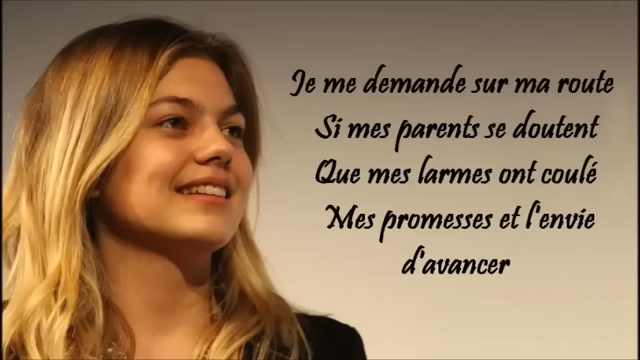 Je me demande sur ma route
Si mes parents se doutent
Que mes larmes ont coulé
Mes promesses et l'envie
d'avancer